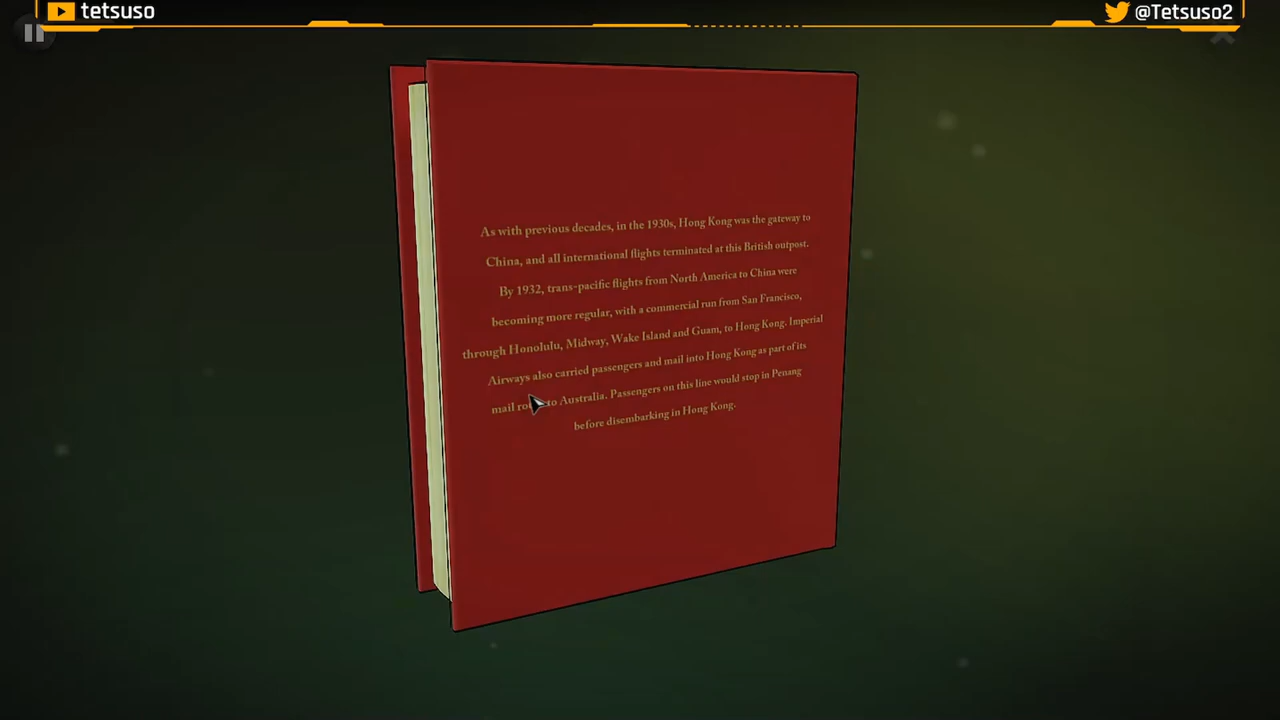 tetsuso
@Tetsuso2
As with previous decades, in the 1930s, Hong Kong was the gateway to
China, and all international flights terminated at this British outpost.
By 1932, trans-pacific flights from North America to China were
becoming more regular, with a commercial run from San Francisco,
through Honolulu, Midway, Wake Island and Guam, to Hong Kong. Imperial
Airways also carried passengers and mail into Hong Kong as part of its
mail to Australia. Passengers on this line would stop in Penang
before disembarking in Hong Kong.